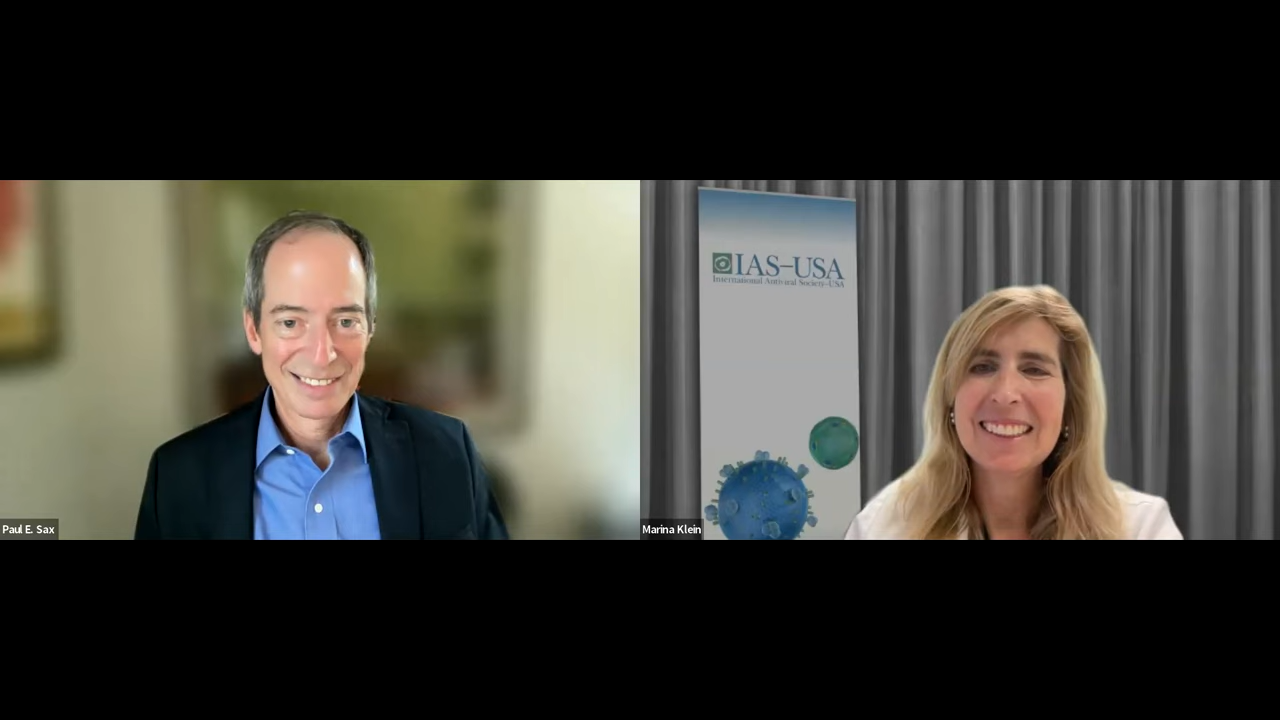 IAS–USA
International Antiviral Society–USA
Paul E. Sax
Marina Klein